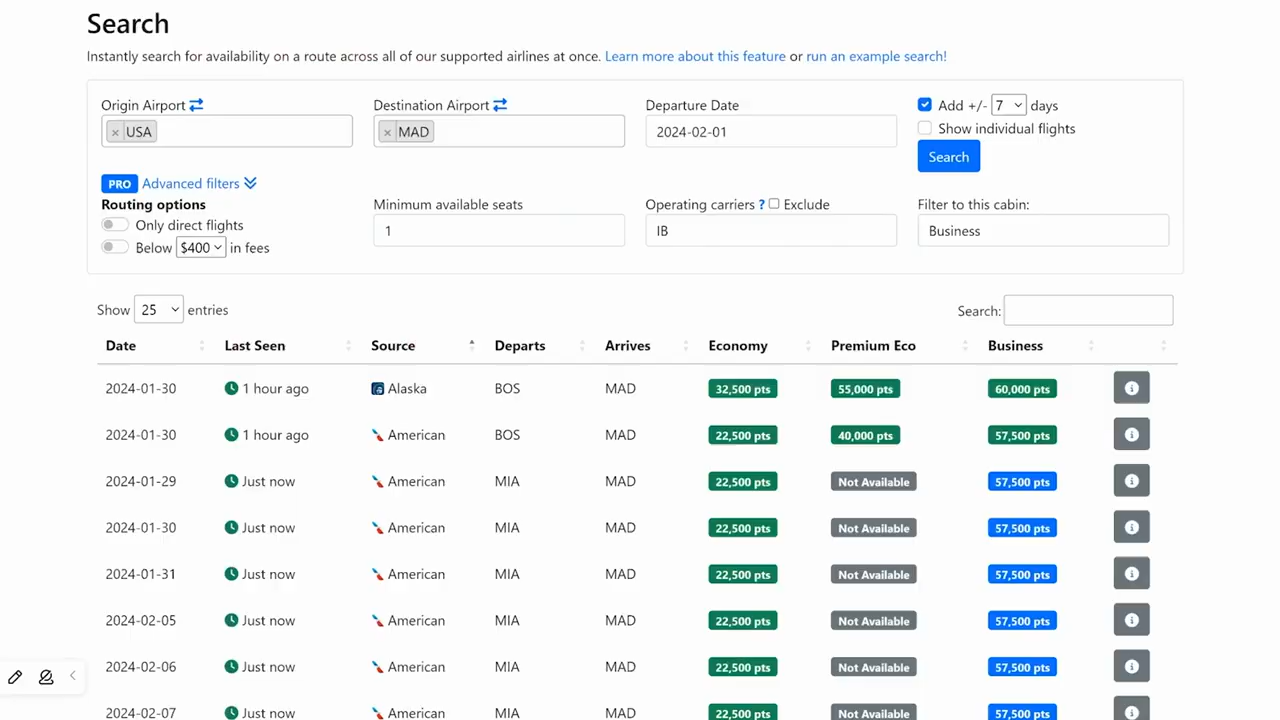 Search
Instantly search for availability on a route across all of our supported airlines at once. Learn more about this feature or run an example search!
Origin Airport Destination Airport Departure Date Add +/- 7 days
× USA × MAD 2024-02-01 Show individual flights
Search
PRO Advanced filters
Routing options Minimum available seats Operating carriers ? Exclude Filter to this cabin:
Only direct flights 1 IB Business
Below $400 in fees
Show 25 entries Search:
Date Last Seen Source Departs Arrives Economy Premium Eco Business
2024-01-30 1 hour ago Alaska BOS MAD 32,500 pts 55,000 pts 60,000 pts
2024-01-30 1 hour ago American BOS MAD 22,500 pts 40,000 pts 57,500 pts
2024-01-29 Just now American MIA MAD 22,500 pts Not Available 57,500 pts
2024-01-30 Just now American MIA MAD 22,500 pts Not Available 57,500 pts
2024-01-31 Just now American MIA MAD 22,500 pts Not Available 57,500 pts
2024-02-05 Just now American MIA MAD 22,500 pts Not Available 57,500 pts
2024-02-06 Just now American MIA MAD 22,500 pts Not Available 57,500 pts
2024-02-07 Just now American MIA MAD 22,500 pts Not Available 57,500 pts